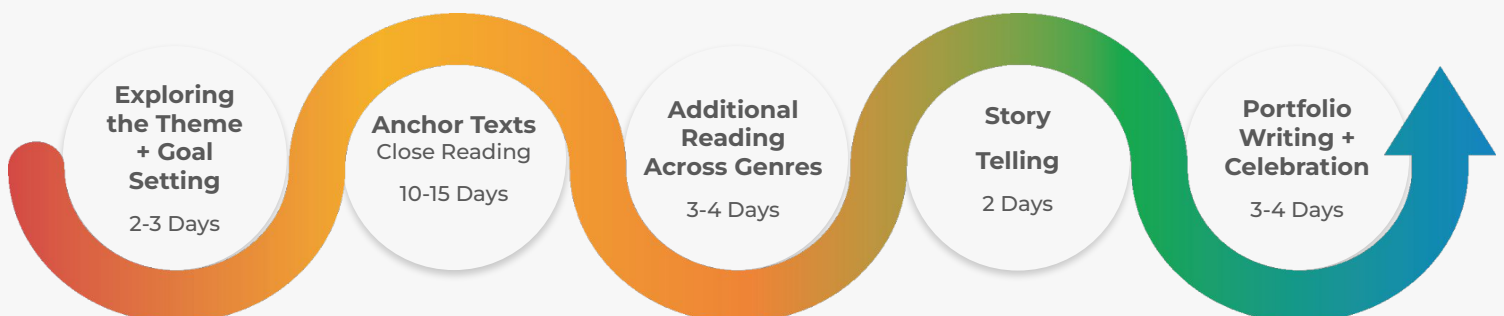 Exploring
the Theme
+ Goal
Setting
2-3 Days
Anchor Texts
Close Reading
10-15 Days
Additional
Reading
Across Genres
3-4 Days
Story
Telling
2 Days
Portfolio
Writing +
Celebration
3-4 Days